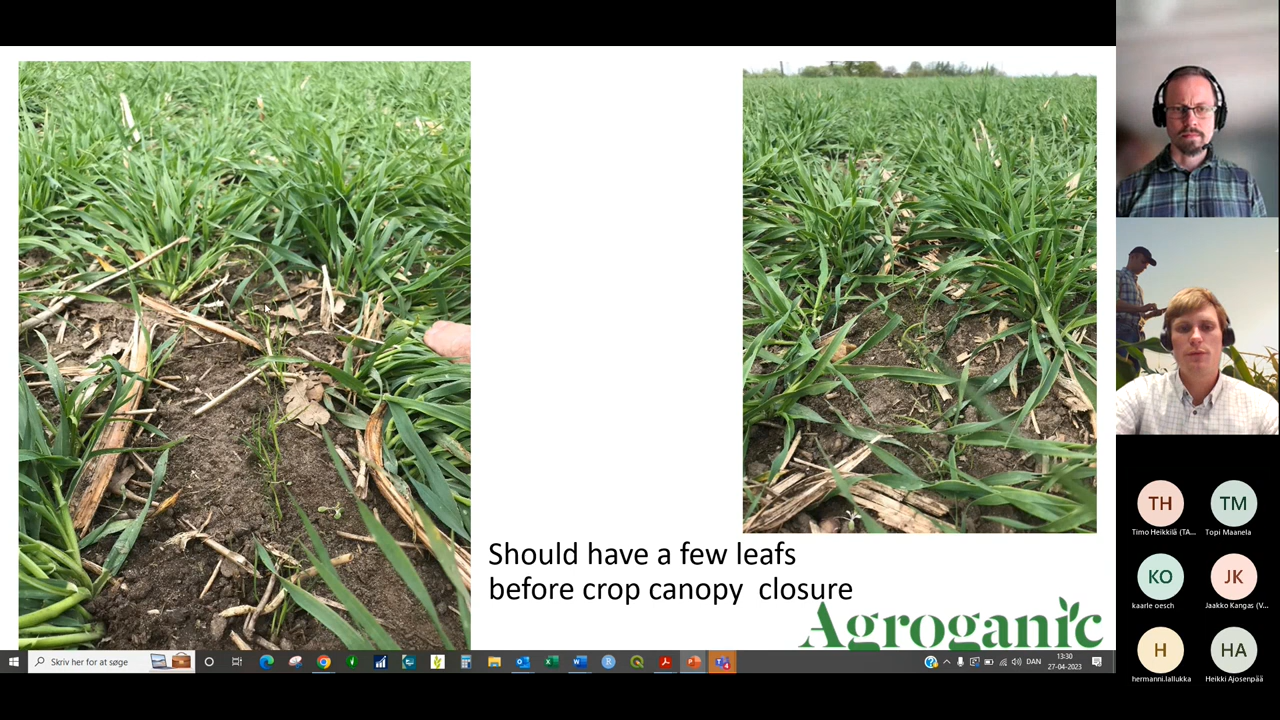 Should have a few leafs
before crop canopy closure
Agroganic
Skriv her for at søge
DAN
13:30
27-04-2023
TH
Timo Heikkilä (TA...
TM
Topi Maanela
KO
kaarle oesch
JK
Jaakko Kangas (V...
H
hermanni.lallukka
HA
Heikki Ajosenpää